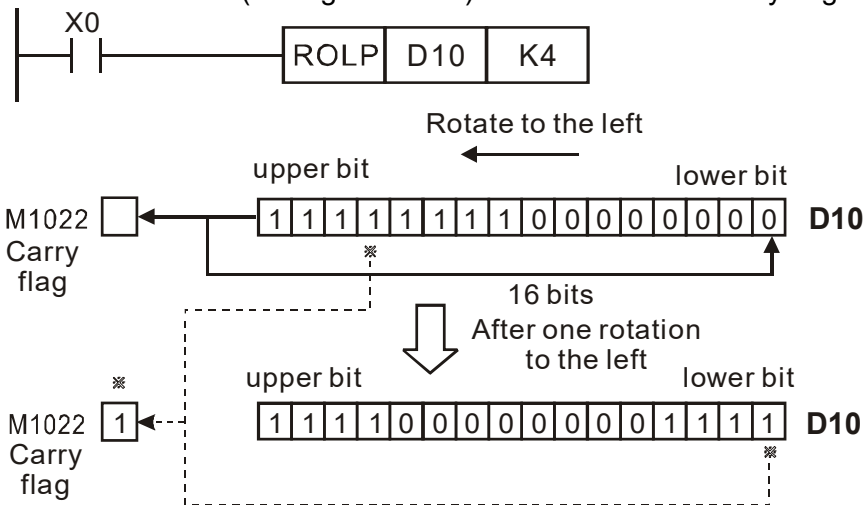 X0
ROLP D10 K4
Rotate to the left
upper bit lower bit
M1022 1 1 1 1 1 1 1 1 0 0 0 0 0 0 0 0 D10
Carry
flag
※
16 bits
After one rotation
to the left
※
upper bit lower bit
M1022 1 1 1 1 1 0 0 0 0 0 0 0 0 1 1 1 1 D10
Carry
flag
※